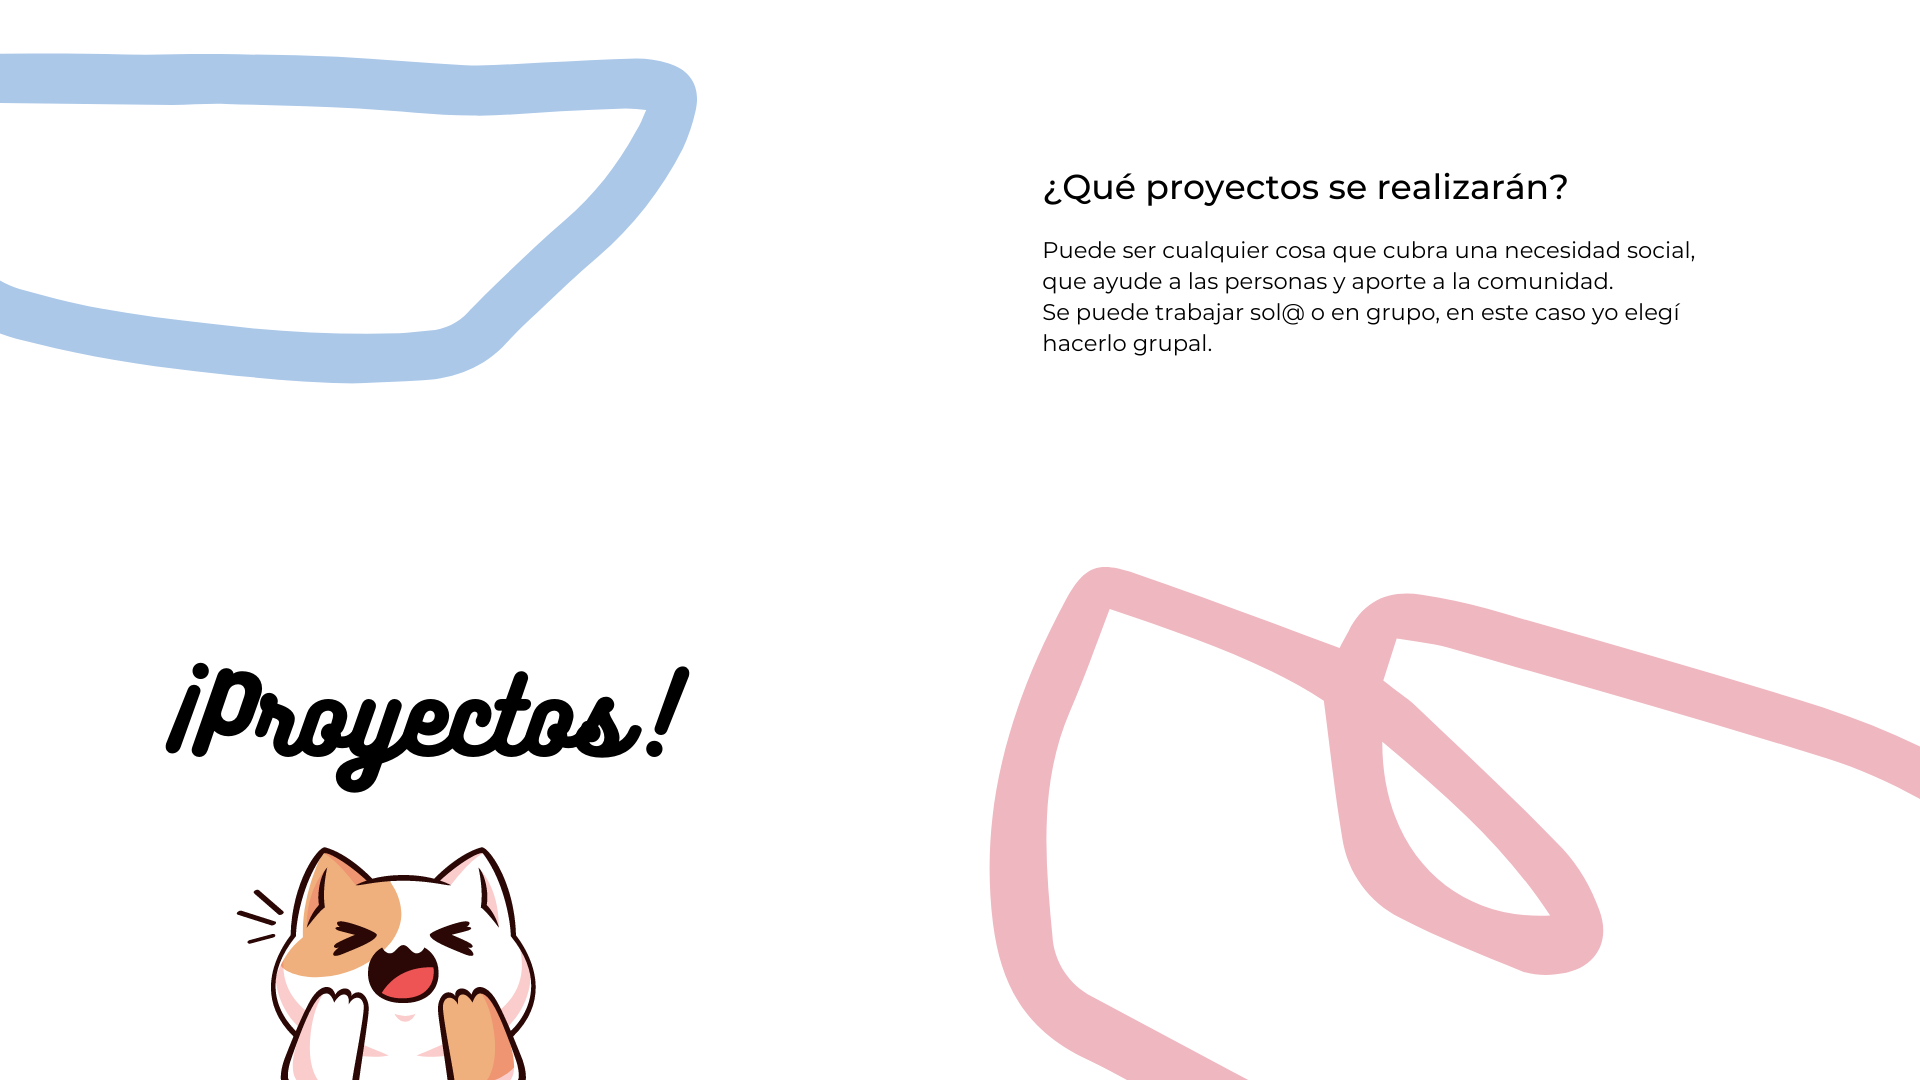 ¿Qué proyectos se realizarán?
Puede ser cualquier cosa que cubra una necesidad social,
que ayude a las personas y aporte a la comunidad.
Se puede trabajar sol@ o en grupo, en este caso yo elegí
hacerlo grupal.
¡Proyectos!